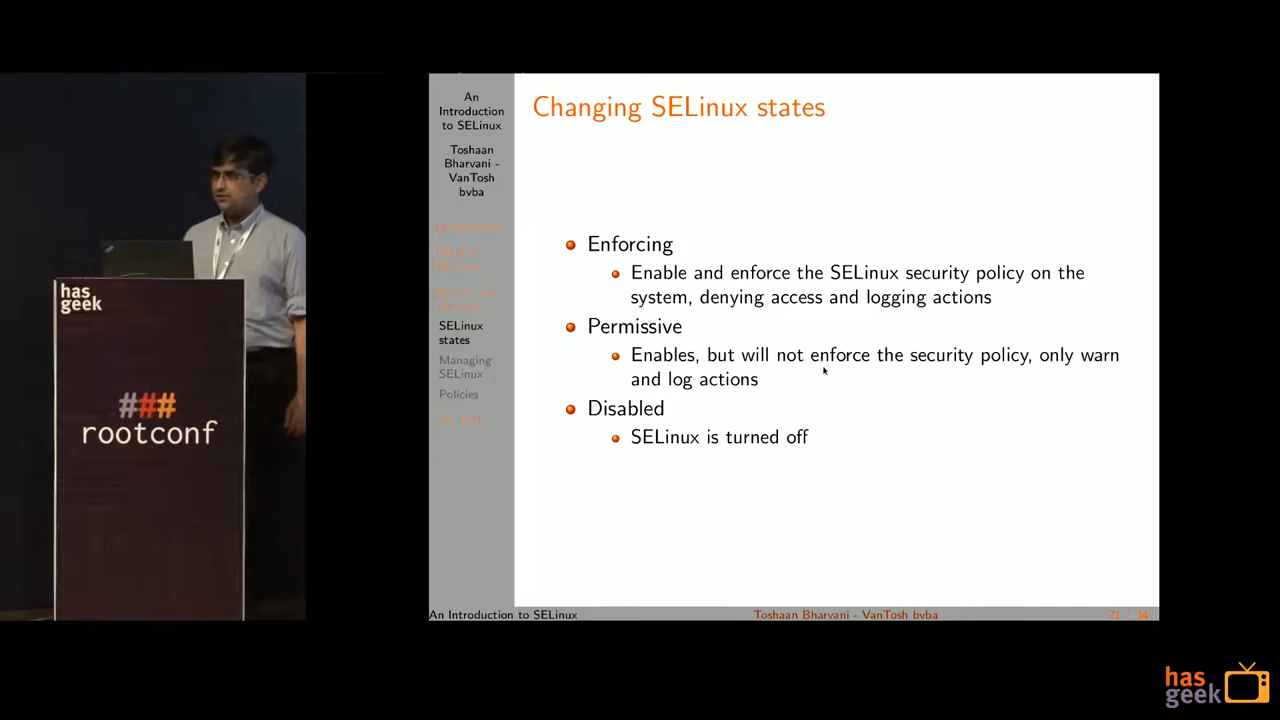 has
geek
###
rootconf
An
Introduction
to SELinux
Toshaan
Bharvani -
VanTosh
bvba
SELinux
states
Managing
SELinux
Policies
Changing SELinux states
Enforcing
Enable and enforce the SELinux security policy on the
system, denying access and logging actions
Permissive
Enables, but will not enforce the security policy, only warn
and log actions
Disabled
SELinux is turned off
An Introduction to SELinux
Toshaan Bharvani - VanTosh bvba
21 / 34
has
geek